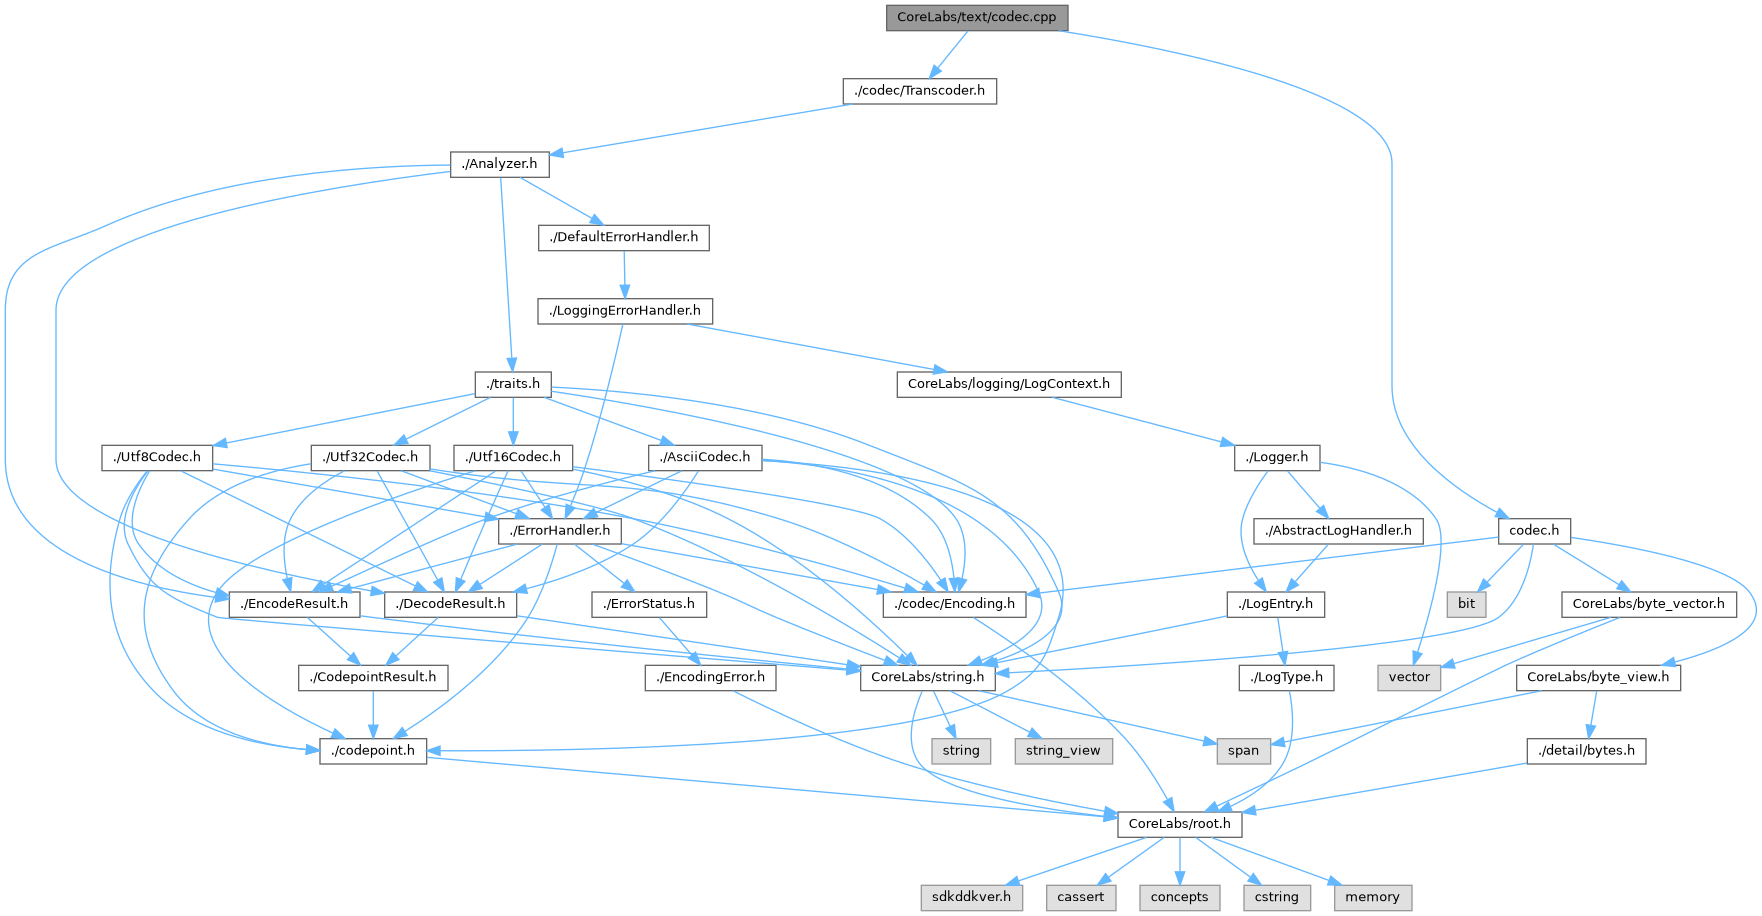 CoreLabs/text/codec.cpp
./codec/Transcoder.h
./Analyzer.h
./DefaultErrorHandler.h
./LoggingErrorHandler.h
./traits.h
CoreLabs/logging/LogContext.h
./Utf8Codec.h
./Utf32Codec.h
./Utf16Codec.h
./AsciiCodec.h
./Logger.h
./ErrorHandler.h
./AbstractLogHandler.h
codec.h
./EncodeResult.h
./DecodeResult.h
./ErrorStatus.h
./codec/Encoding.h
./LogEntry.h
bit
CoreLabs/byte_vector.h
./CodepointResult.h
./EncodingError.h
CoreLabs/string.h
./LogType.h
vector
CoreLabs/byte_view.h
./codepoint.h
string
string_view
span
./detail/bytes.h
CoreLabs/root.h
sdkddkver.h
cassert
concepts
cstring
memory